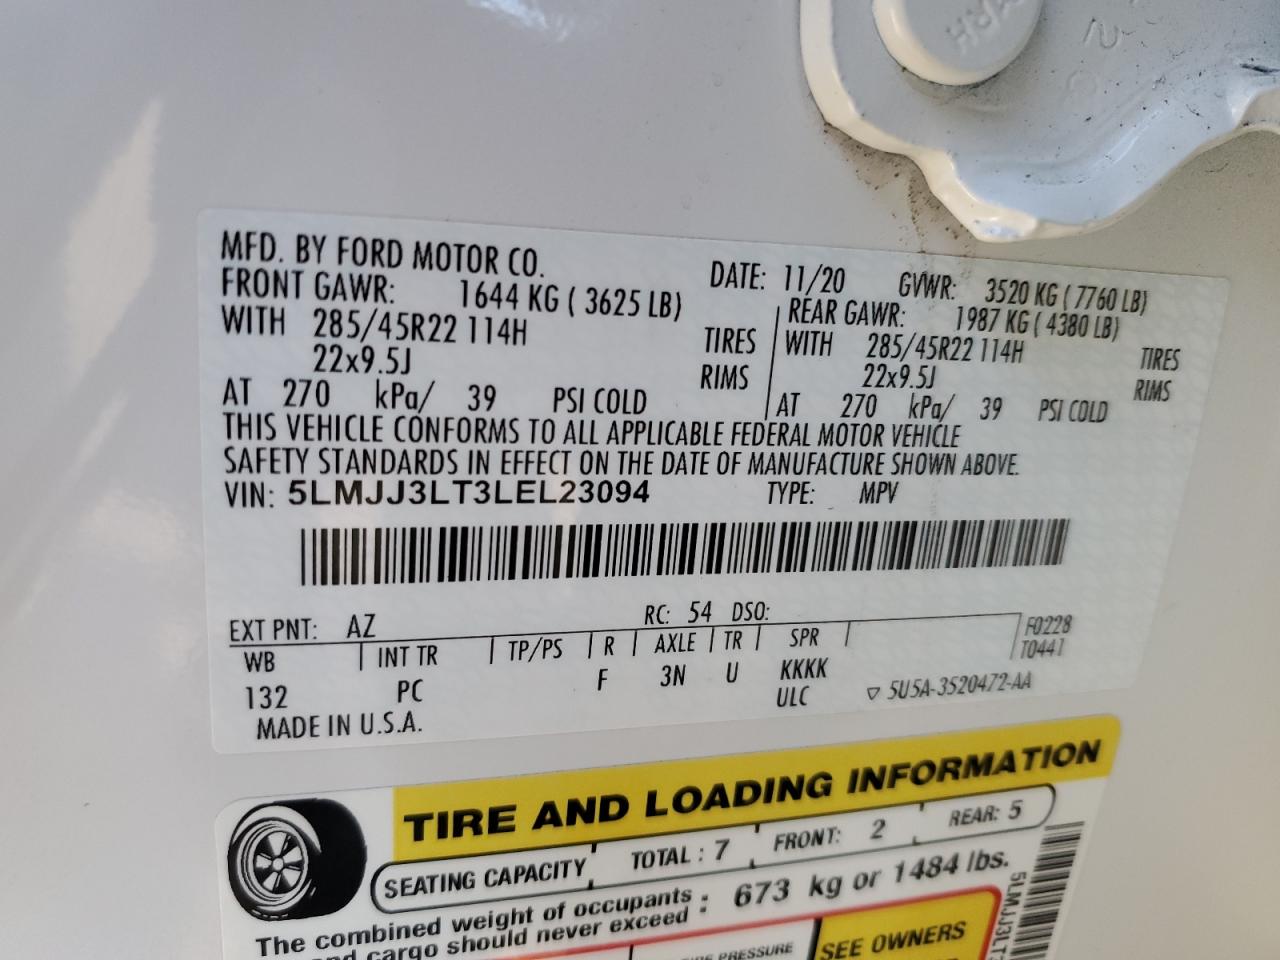 MFD. BY FORD MOTOR CO.
DATE: 11/20 GVWR: 3520 KG ( 7760 LB)
FRONT GAWR: 1644 KG ( 3625 LB) REAR GAWR: 1987 KG ( 4380 LB)
WITH 285/45R22 114H TIRES WITH 285/45R22 114H TIRES
22x9.5J RIMS 22x9.5J RIMS
AT 270 kPa/ 39 PSI COLD AT 270 kPa/ 39 PSI COLD
THIS VEHICLE CONFORMS TO ALL APPLICABLE FEDERAL MOTOR VEHICLE
SAFETY STANDARDS IN EFFECT ON THE DATE OF MANUFACTURE SHOWN ABOVE.
VIN: 5LMJJ3LT3LEL23094 TYPE: MPV
EXT PNT: AZ RC: 54 DSO:
F0228
T0441
WB INT TR TP/PS R AXLE TR SPR
132 PC F 3N U KKKK
ULC ▽ 5U5A-3520472-AA
MADE IN U.S.A.
TIRE AND LOADING INFORMATION
SEATING CAPACITY TOTAL : 7 FRONT: 2 REAR: 5
The combined weight of occupants
and cargo should never exceed : 673 kg or 1484 lbs.
PRESSURE
SEE OWNERS